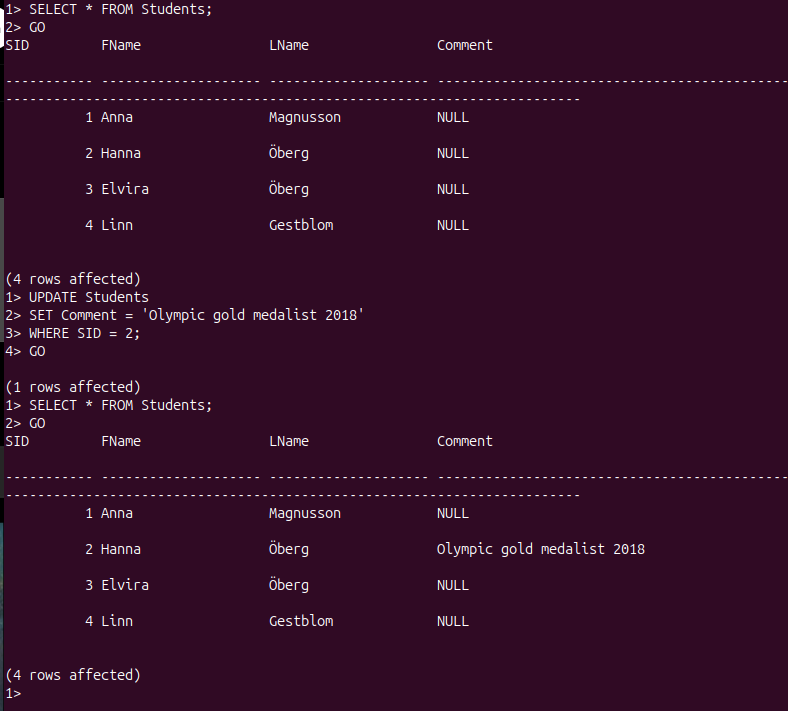 1> SELECT * FROM Students;
2> GO
SID         FName                LName                Comment
----------- -------------------- -------------------- --------------------------------------------
------------------------------------------------------------------------
          1 Anna                 Magnusson            NULL
          2 Hanna                Öberg                NULL
          3 Elvira               Öberg                NULL
          4 Linn                 Gestblom             NULL
(4 rows affected)
1> UPDATE Students
2> SET Comment = 'Olympic gold medalist 2018'
3> WHERE SID = 2;
4> GO
(1 rows affected)
1> SELECT * FROM Students;
2> GO
SID         FName                LName                Comment
----------- -------------------- -------------------- --------------------------------------------
------------------------------------------------------------------------
          1 Anna                 Magnusson            NULL
          2 Hanna                Öberg                Olympic gold medalist 2018
          3 Elvira               Öberg                NULL
          4 Linn                 Gestblom             NULL
(4 rows affected)
1>